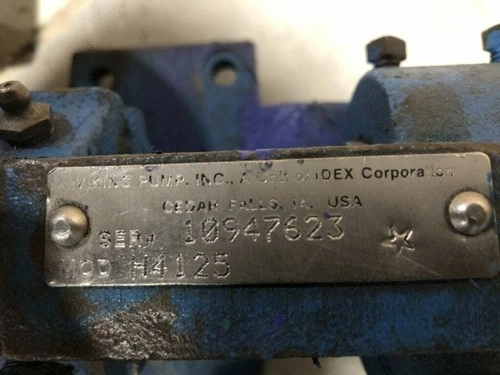 VIKING PUMP, INC., A Unit of IDEX Corporation
CEDAR FALLS, IA. USA
SER# 10947623
MOD H4125